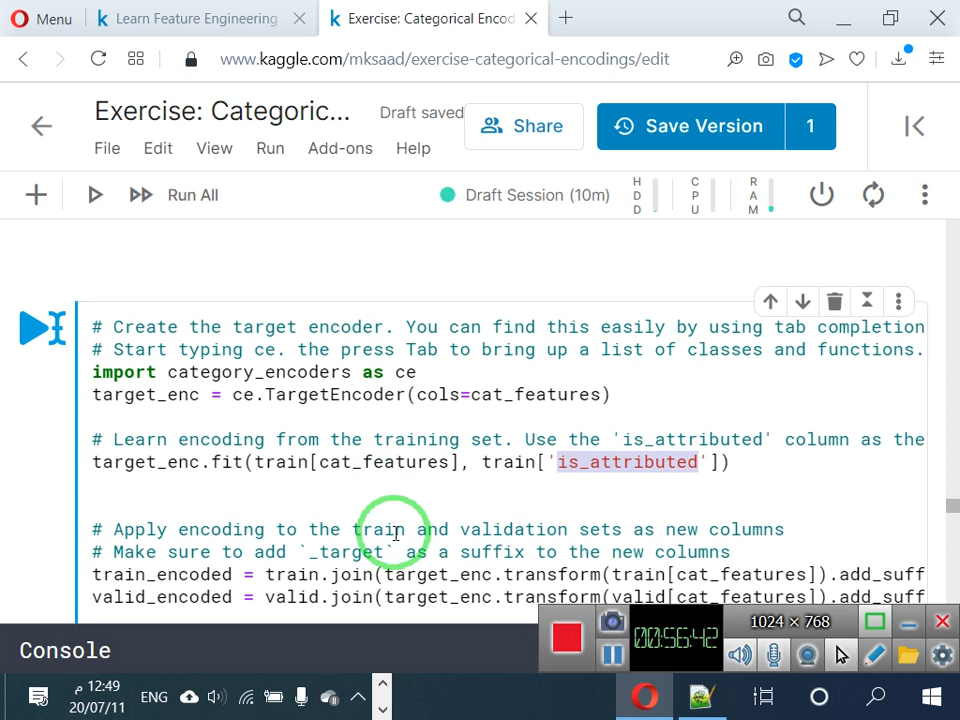 Menu
Learn Feature Engineering
Exercise: Categorical Encod
www.kaggle.com/mksaad/exercise-categorical-encodings/edit
Exercise: Categoric...
Draft saved
Share
Save Version
1
File Edit View Run Add-ons Help
Run All
Draft Session (10m)
HDD
CPU
RAM
# Create the target encoder. You can find this easily by using tab completion
# Start typing ce. the press Tab to bring up a list of classes and functions.
import category_encoders as ce
target_enc = ce.TargetEncoder(cols=cat_features)
# Learn encoding from the training set. Use the 'is_attributed' column as the
target_enc.fit(train[cat_features], train['is_attributed'])
# Apply encoding to the train and validation sets as new columns
# Make sure to add `_target` as a suffix to the new columns
train_encoded = train.join(target_enc.transform(train[cat_features]).add_suff
valid_encoded = valid.join(target_enc.transform(valid[cat_features]).add_suff
Console
1024 × 768
00:56:42
12:49 م
20/07/11
ENG